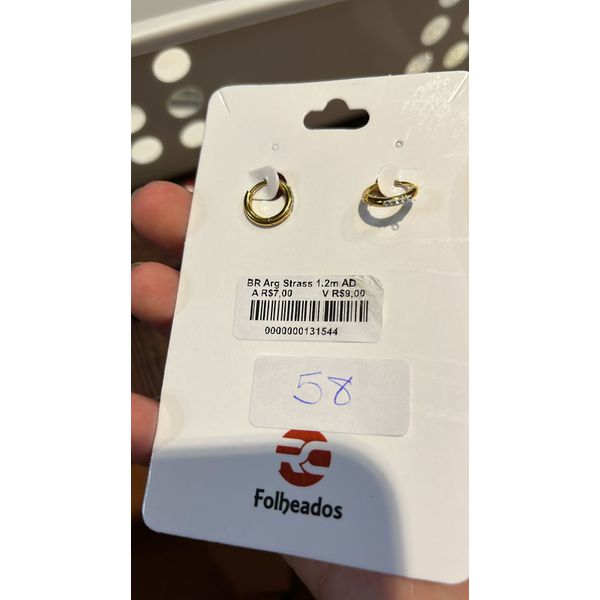 BR Arg Strass 1.2m AD
A R$7,00 V R$9,00
0000000131544
58
Folheados